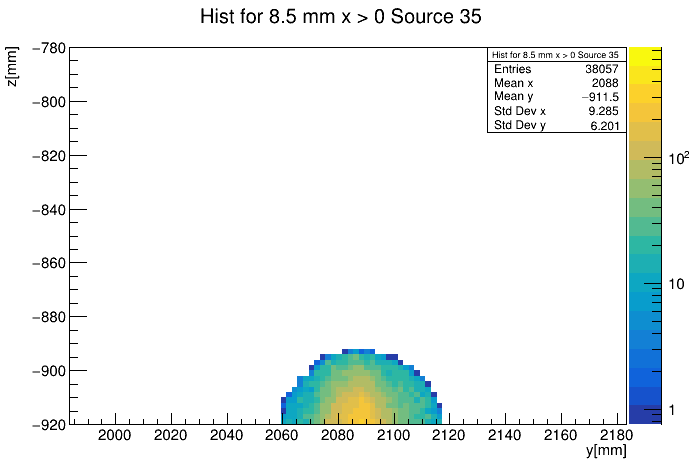 Hist for 8.5 mm x > 0 Source 35
z[mm]
−780
−800
−820
−840
−860
−880
−900
−920
Hist for 8.5 mm x > 0 Source 35
Entries 38057
Mean x 2088
Mean y −911.5
Std Dev x 9.285
Std Dev y 6.201
10²
10
1
2000 2020 2040 2060 2080 2100 2120 2140 2160 2180
y[mm]